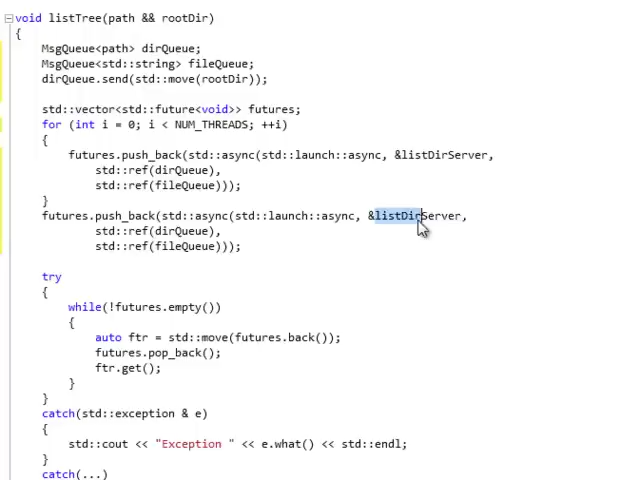 void listTree(path && rootDir)
{
MsgQueue<path> dirQueue;
MsgQueue<std::string> fileQueue;
dirQueue.send(std::move(rootDir));
std::vector<std::future<void>> futures;
for (int i = 0; i < NUM_THREADS; ++i)
{
futures.push_back(std::async(std::launch::async, &listDirServer,
std::ref(dirQueue),
std::ref(fileQueue)));
}
futures.push_back(std::async(std::launch::async, &listDirServer,
std::ref(dirQueue),
std::ref(fileQueue)));
try
{
while(!futures.empty())
{
auto ftr = std::move(futures.back());
futures.pop_back();
ftr.get();
}
}
catch(std::exception & e)
{
std::cout << "Exception " << e.what() << std::endl;
}
catch(...)